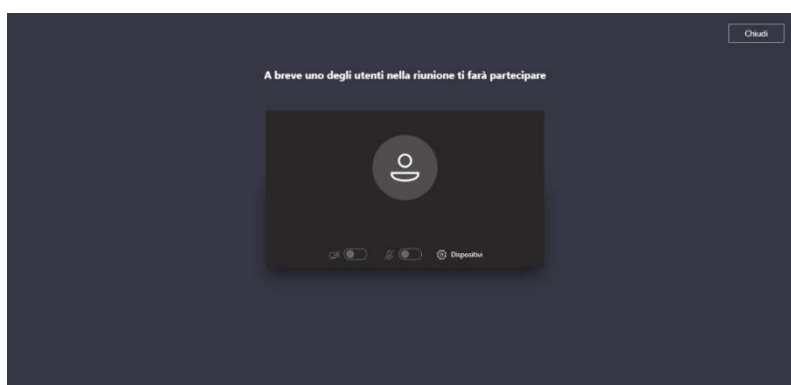 Chiudi
A breve uno degli utenti nella riunione ti farà partecipare
Dispositivi